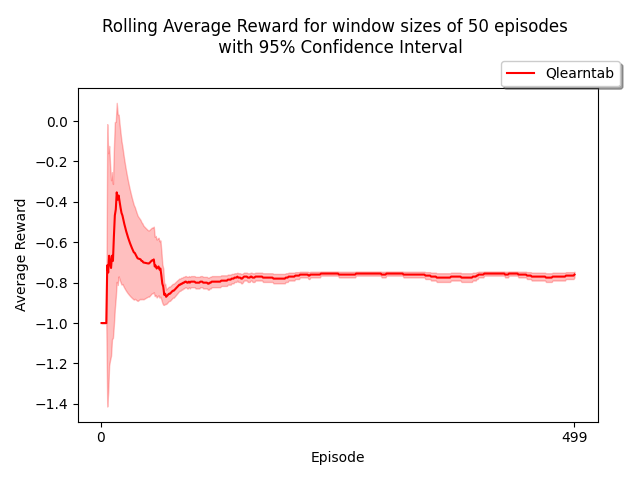 Rolling Average Reward for window sizes of 50 episodes
with 95% Confidence Interval
Qlearntab
Average Reward
0.0
−0.2
−0.4
−0.6
−0.8
−1.0
−1.2
−1.4
0
499
Episode